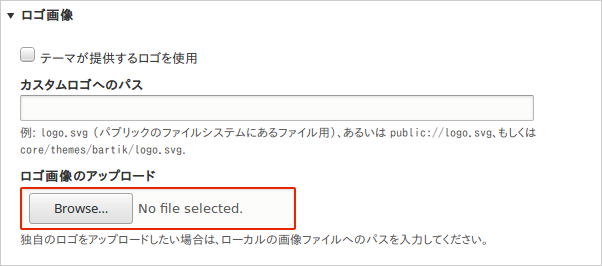 ロゴ画像
テーマが提供するロゴを使用
カスタムロゴへのパス
例: logo.svg (パブリックのファイルシステムにあるファイル用)、あるいは public://logo.svg、もしくは
core/themes/bartik/logo.svg.
ロゴ画像のアップロード
Browse... No file selected.
独自のロゴをアップロードしたい場合は、ローカルの画像ファイルへのパスを入力してください。